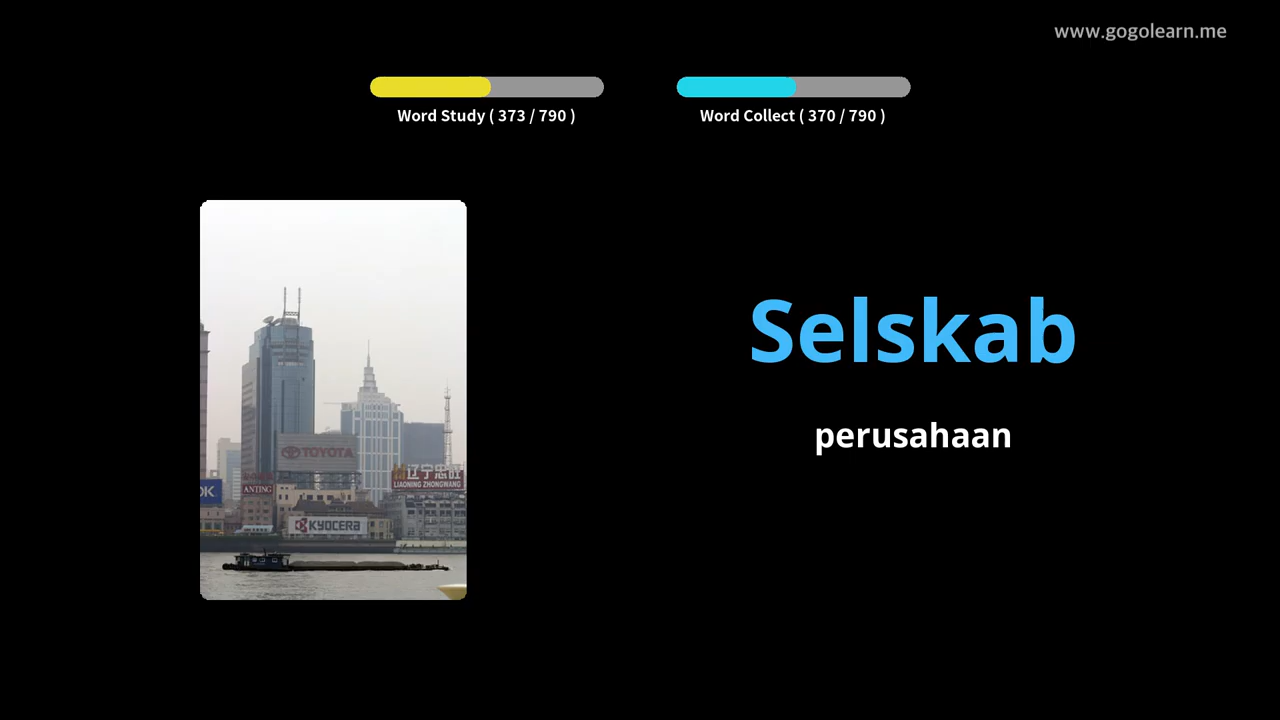 www.gogolearn.me
Word Study ( 373 / 790 )
Word Collect ( 370 / 790 )
Selskab
perusahaan
TOYOTA
辽宁忠旺
LIAONING ZHONGWANG
OK
ANTING
KYOCERA